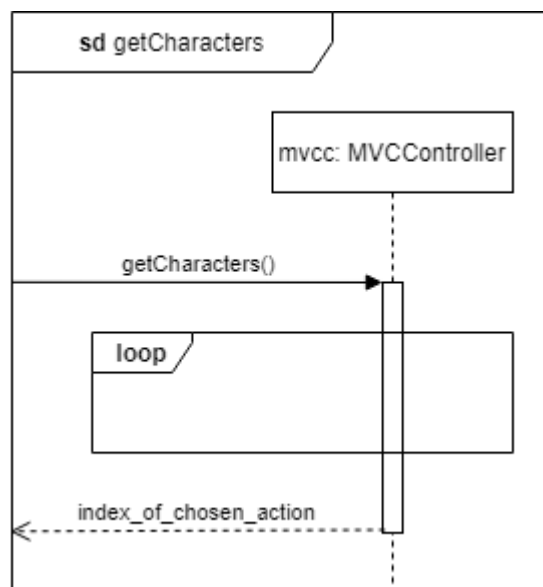 sd getCharacters
mvcc: MVCController
getCharacters()
loop
index_of_chosen_action